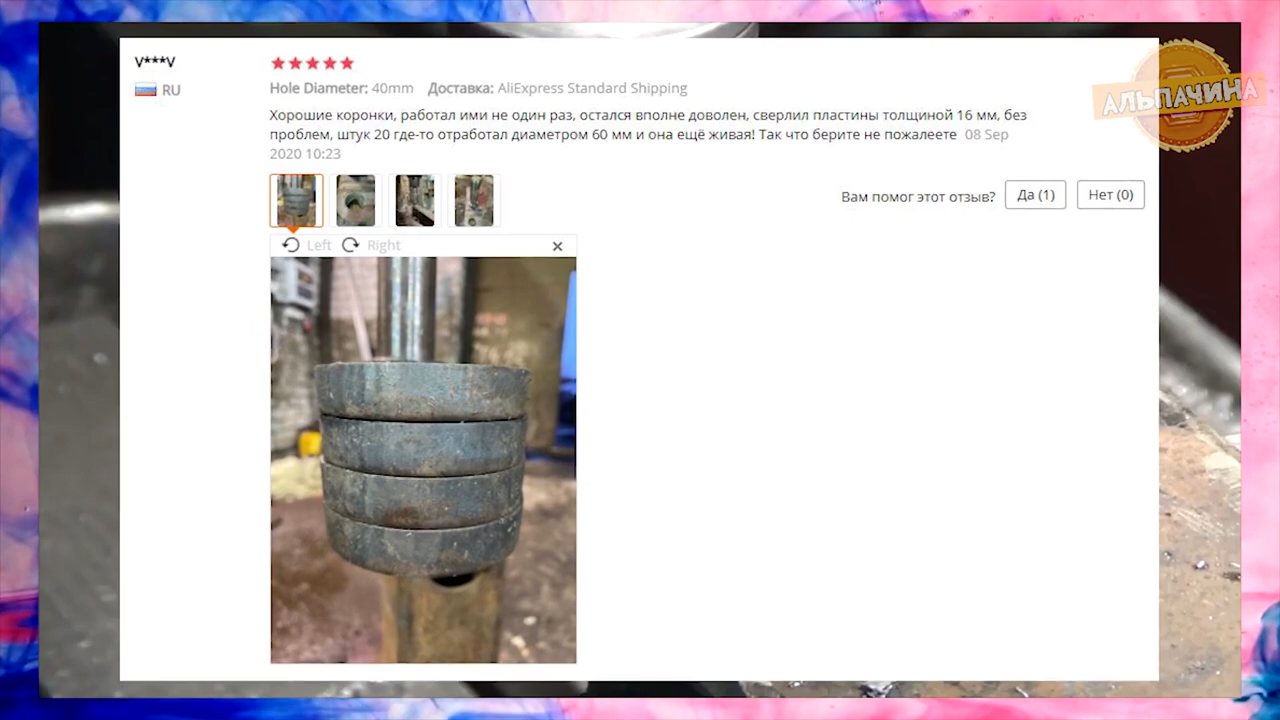 V***V
RU
Hole Diameter: 40mm Доставка: AliExpress Standard Shipping
Хорошие коронки, работал ими не один раз, остался вполне доволен, сверлил пластины толщиной 16 мм, без
проблем, штук 20 где-то отработал диаметром 60 мм и она ещё живая! Так что берите не пожалеете 08 Sep
2020 10:23
Вам помог этот отзыв? Да (1) Нет (0)
Left Right
АЛЬПАЧИНА